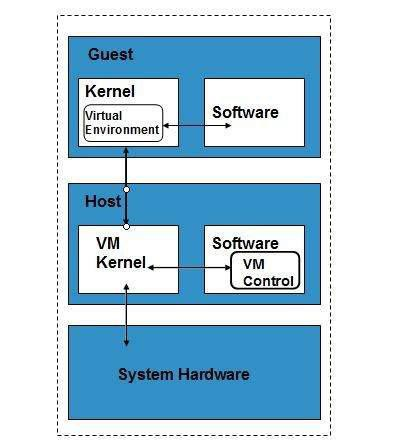 Guest
Kernel
Virtual
Environment
Software
Host
VM
Kernel
Software
VM
Control
System Hardware